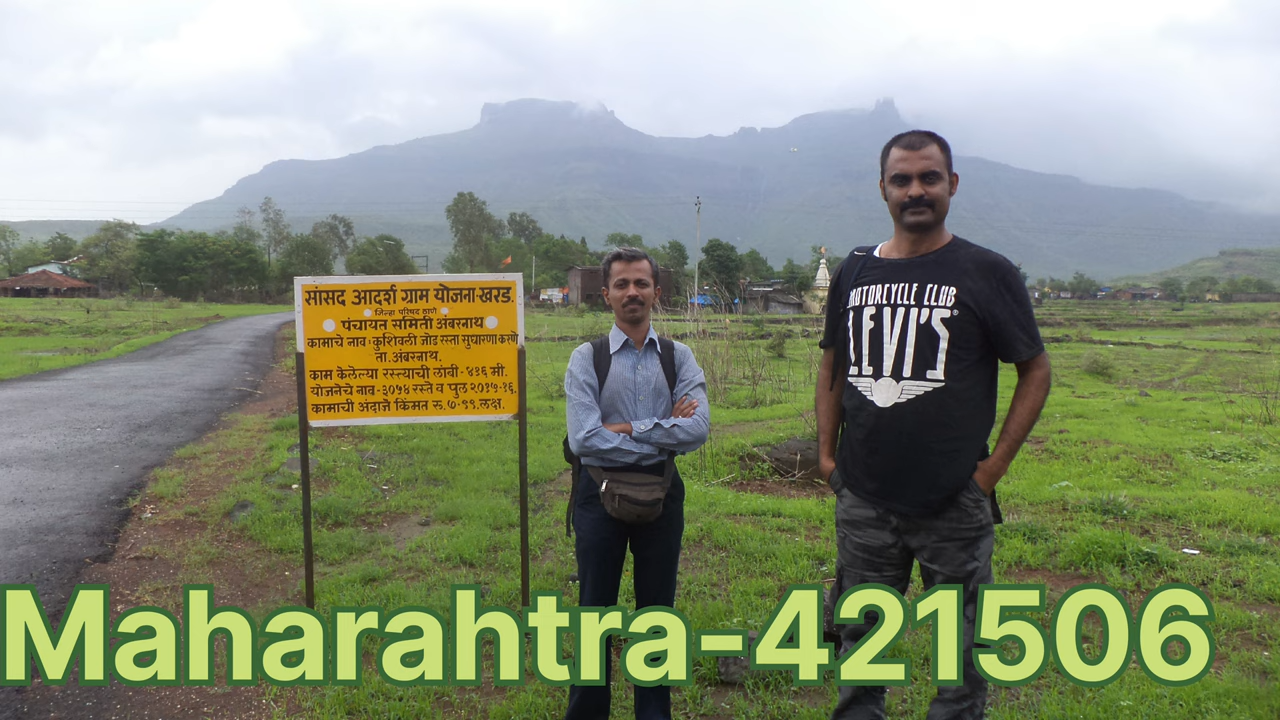 सांसद आदर्श ग्राम योजना खरड.
जिल्हा परिषद ठाणे
पंचायत समिती अंबरनाथ
कामाचे नाव - कुशिवली जोड रस्ता सुधारणा करणे
ता. अंबरनाथ.
काम केलेल्या रस्त्याची लांबी - ४३६ मी.
योजनेचे नाव - ३०५४ रस्ते व पुल २०१५-१६.
कामाची अंदाजे किंमत रू. ७.९९ लक्ष.
MOTORCYCLE CLUB
LEVI'S®
Maharahtra-421506